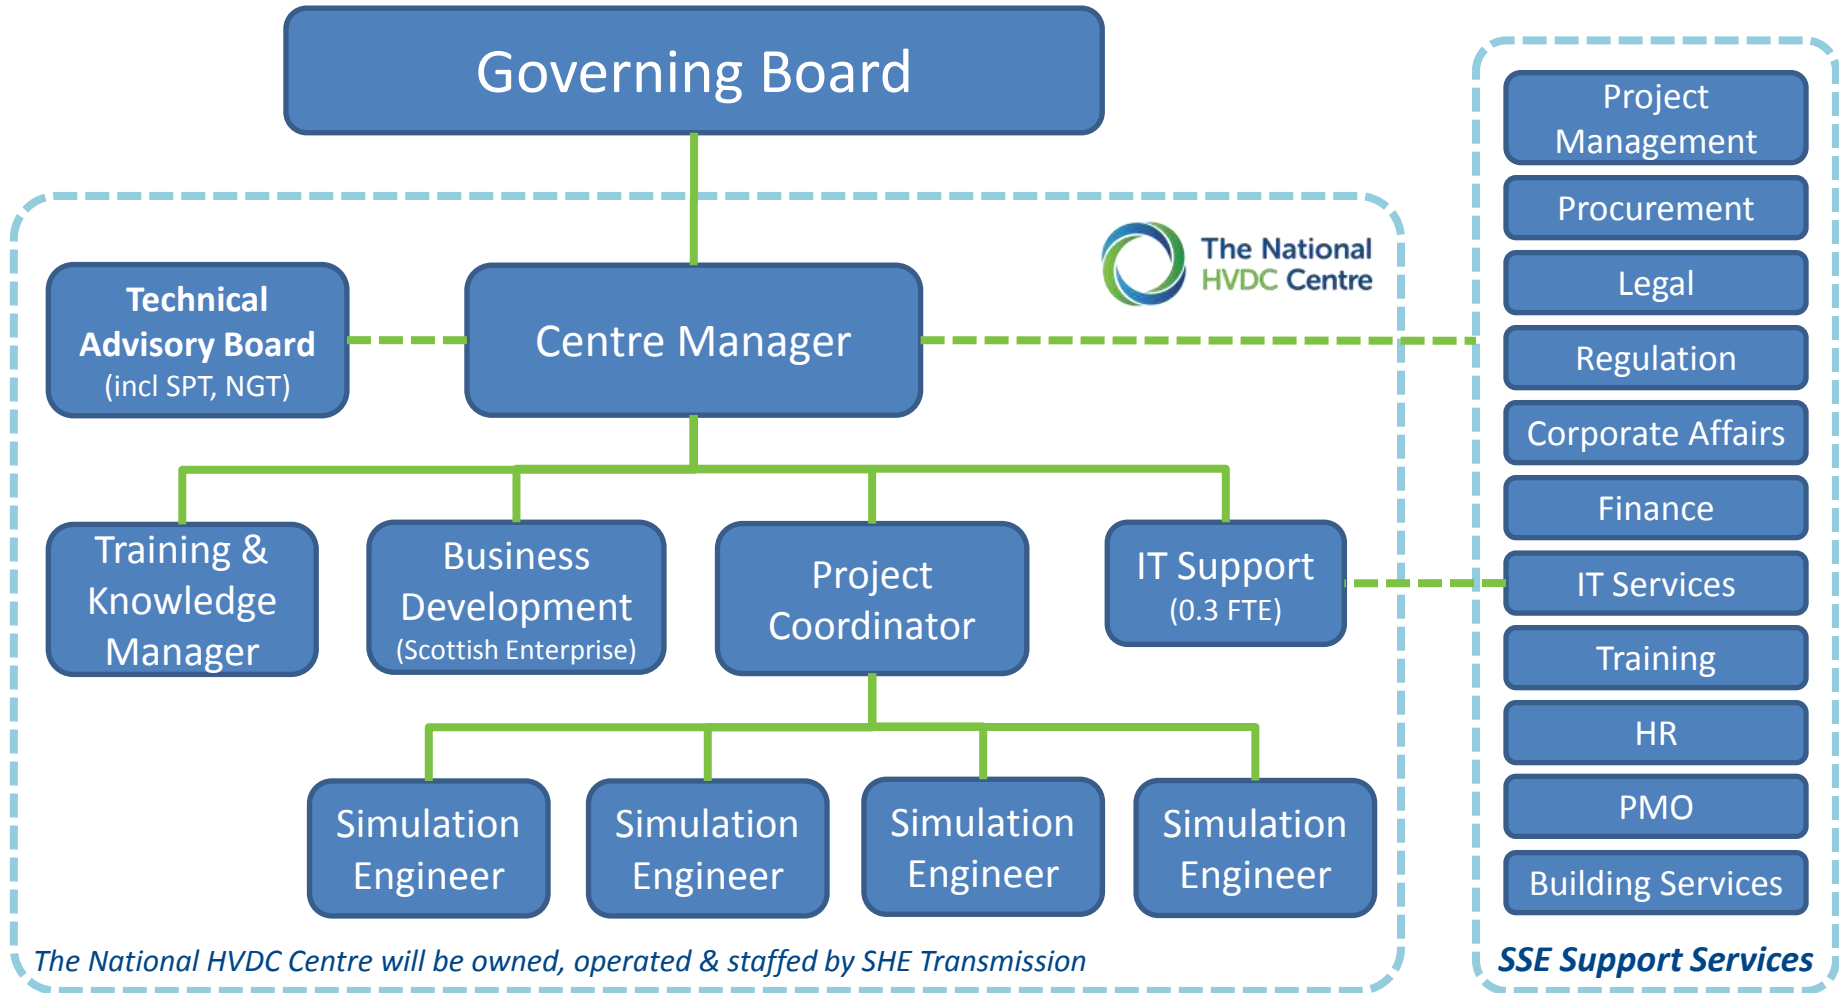 Governing Board
The National
HVDC Centre
Technical
Advisory Board
(incl SPT, NGT)
Centre Manager
Training &
Knowledge
Manager
Business
Development
(Scottish Enterprise)
Project
Coordinator
IT Support
(0.3 FTE)
Simulation
Engineer
Simulation
Engineer
Simulation
Engineer
Simulation
Engineer
The National HVDC Centre will be owned, operated & staffed by SHE Transmission
Project
Management
Procurement
Legal
Regulation
Corporate Affairs
Finance
IT Services
Training
HR
PMO
Building Services
SSE Support Services